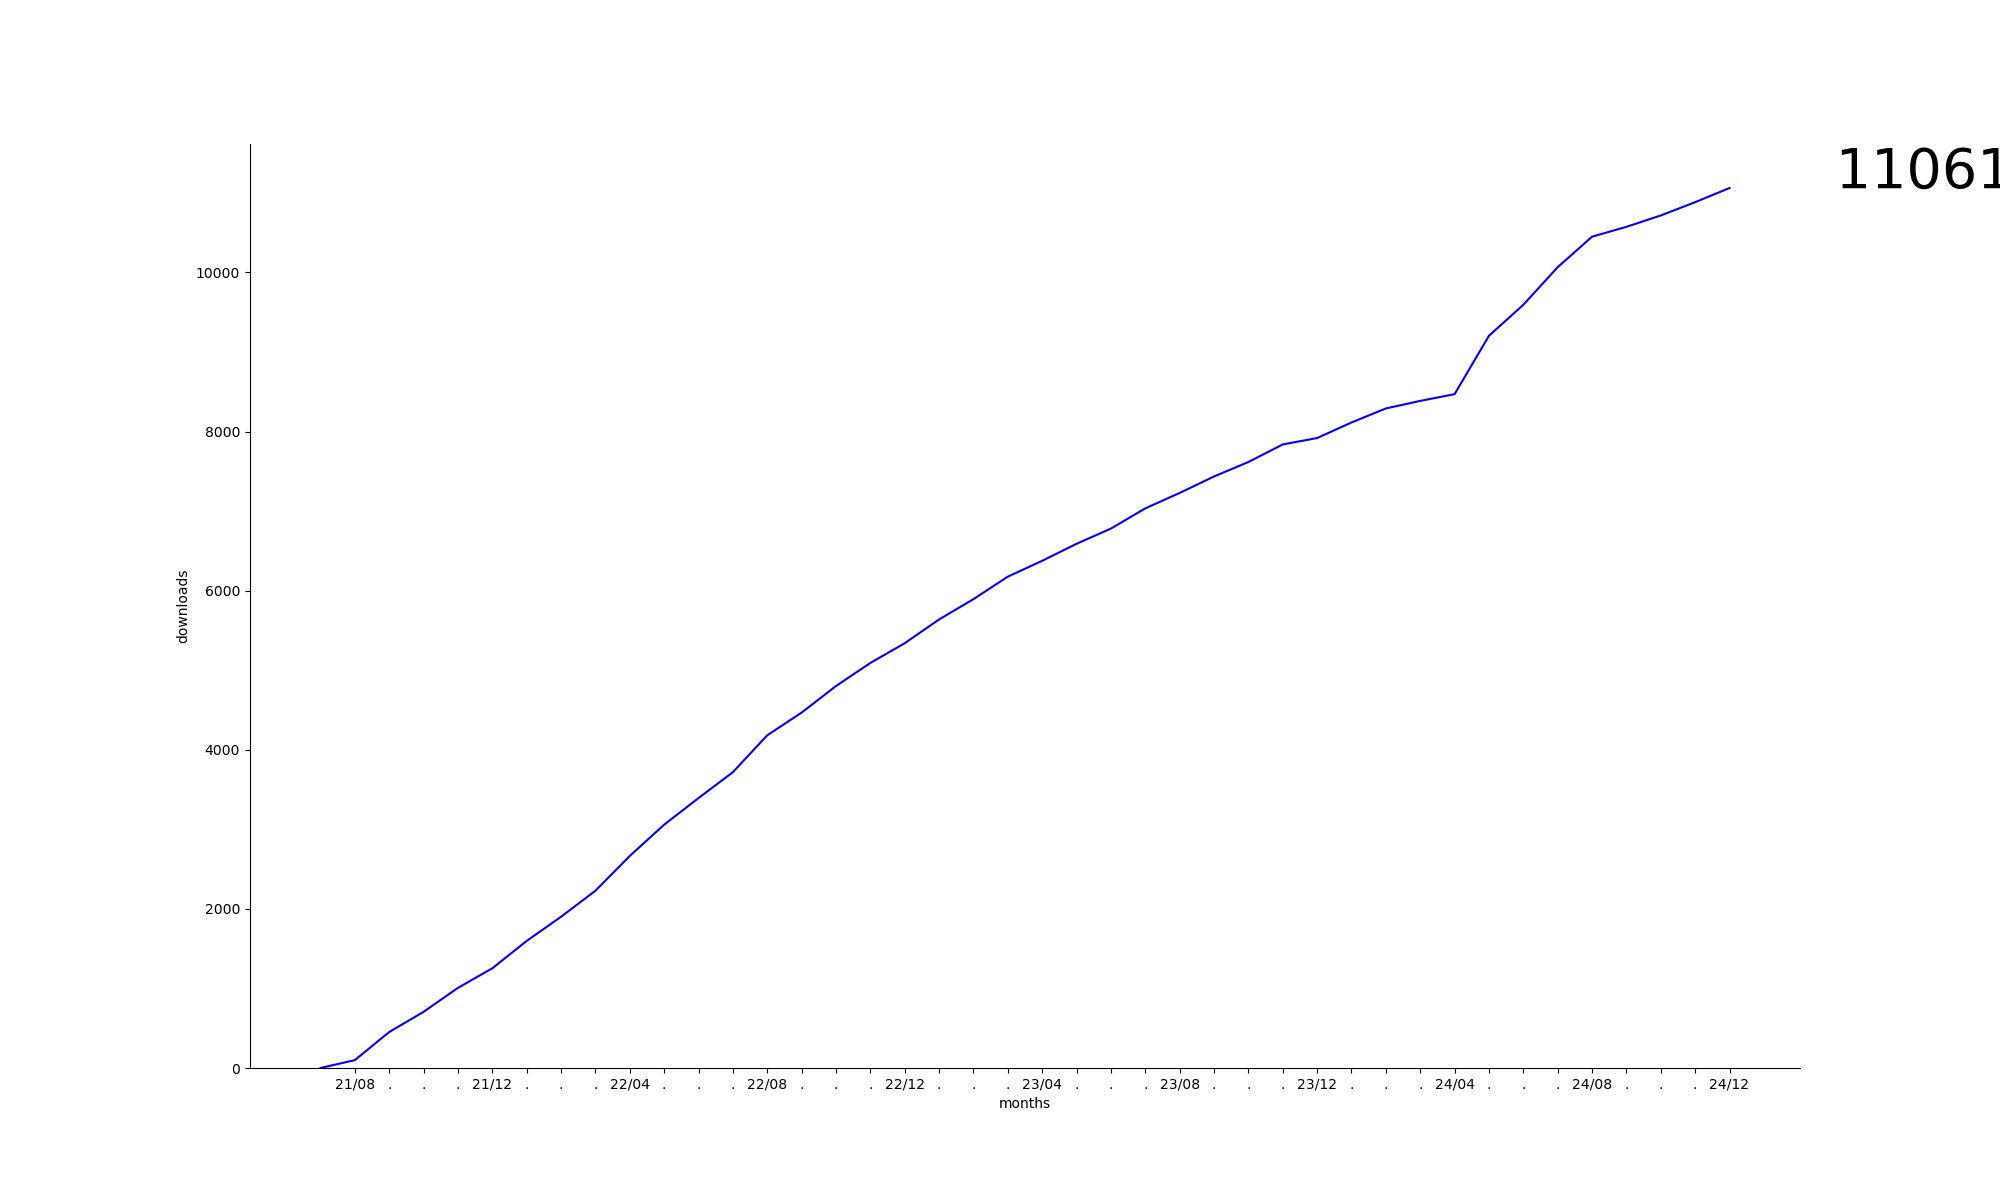 11061
10000
8000
6000
4000
2000
0
downloads
21/08 . . . 21/12 . . . 22/04 . . . 22/08 . . . 22/12 . . . 23/04 . . . 23/08 . . . 23/12 . . . 24/04 . . . 24/08 . . . 24/12
months